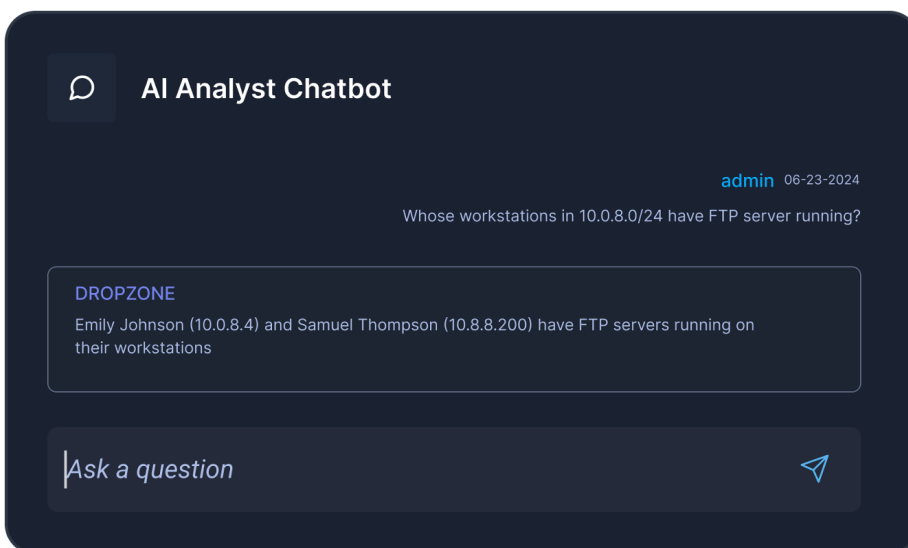 AI Analyst Chatbot
admin 06-23-2024
Whose workstations in 10.0.8.0/24 have FTP server running?
DROPZONE
Emily Johnson (10.0.8.4) and Samuel Thompson (10.8.8.200) have FTP servers running on
their workstations
Ask a question